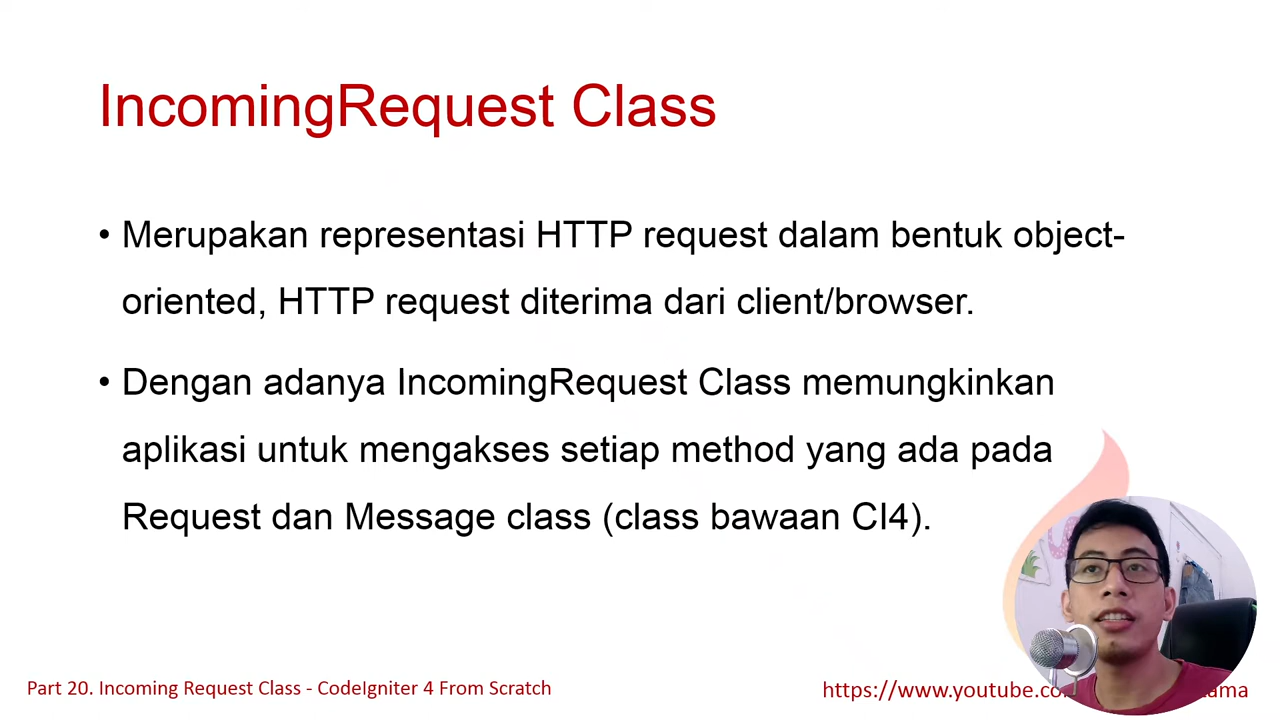 IncomingRequest Class
• Merupakan representasi HTTP request dalam bentuk object-
oriented, HTTP request diterima dari client/browser.
• Dengan adanya IncomingRequest Class memungkinkan
aplikasi untuk mengakses setiap method yang ada pada
Request dan Message class (class bawaan CI4).
Part 20. Incoming Request Class - CodeIgniter 4 From Scratch
https://www.youtube.co